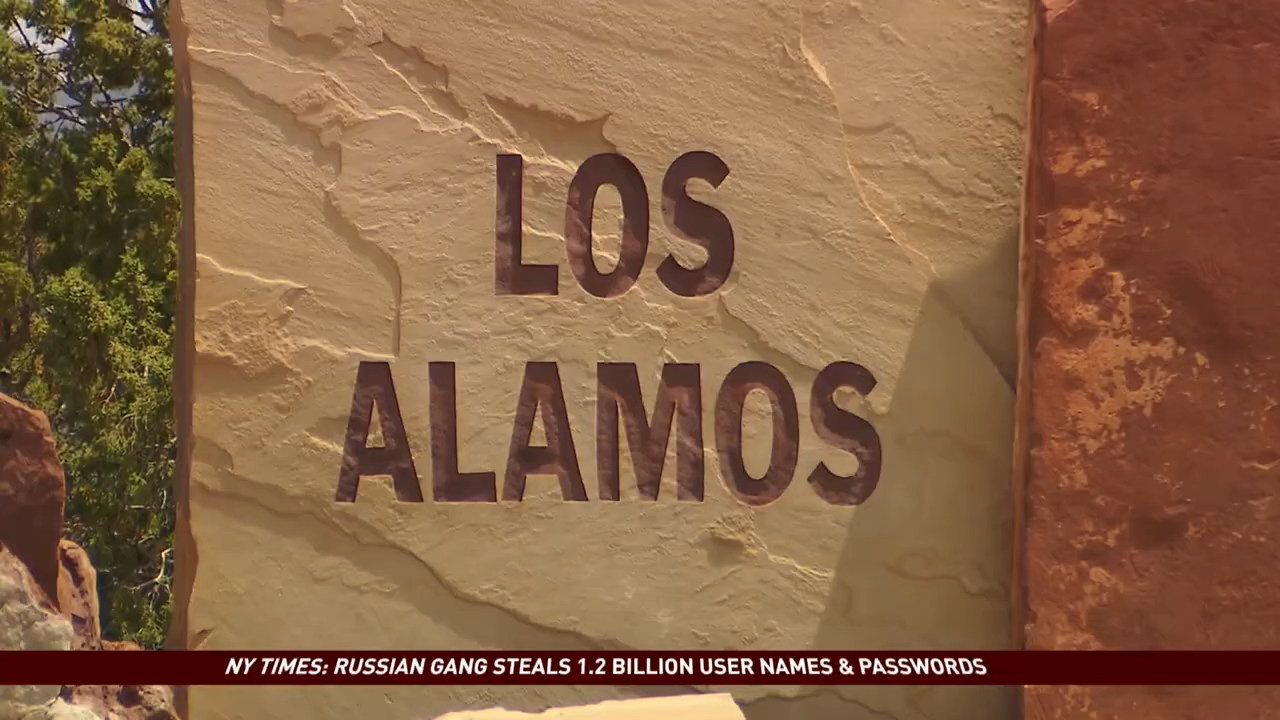 LOS
ALAMOS
NY TIMES: RUSSIAN GANG STEALS 1.2 BILLION USER NAMES & PASSWORDS